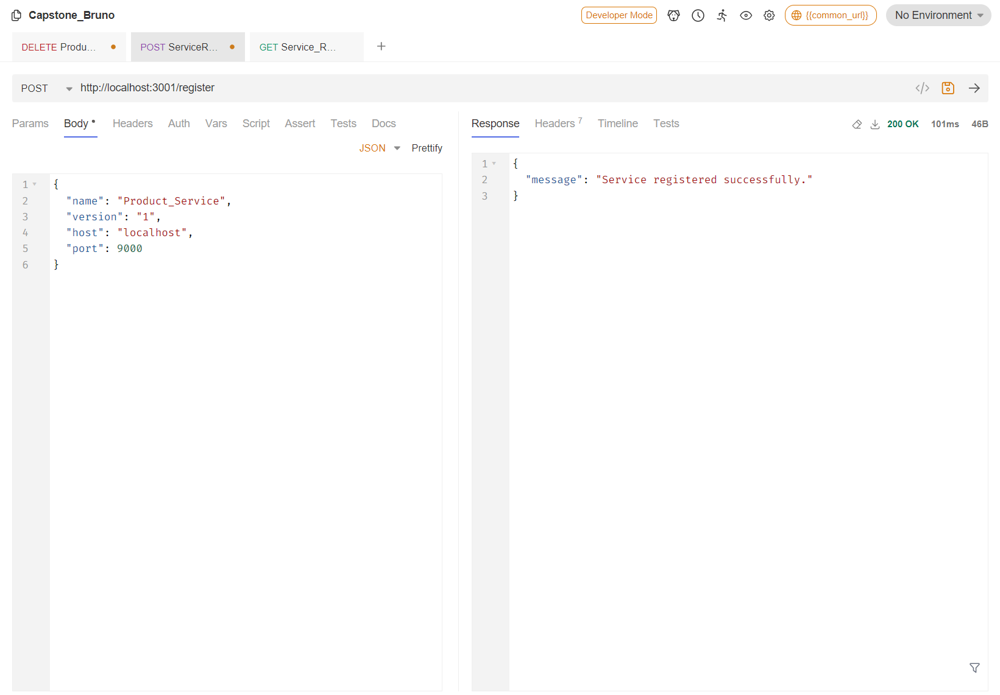 Capstone_Bruno
Developer Mode
{{common_url}}
No Environment
DELETE Produ...
POST ServiceR...
GET Service_R...
+
POST
http://localhost:3001/register
</>
Params Body Headers Auth Vars Script Assert Tests Docs
JSON Prettify
1 {
2 "name": "Product_Service",
3 "version": "1",
4 "host": "localhost",
5 "port": 9000
6 }
Response Headers 7 Timeline Tests
200 OK 101ms 46B
1 {
2 "message": "Service registered successfully."
3 }